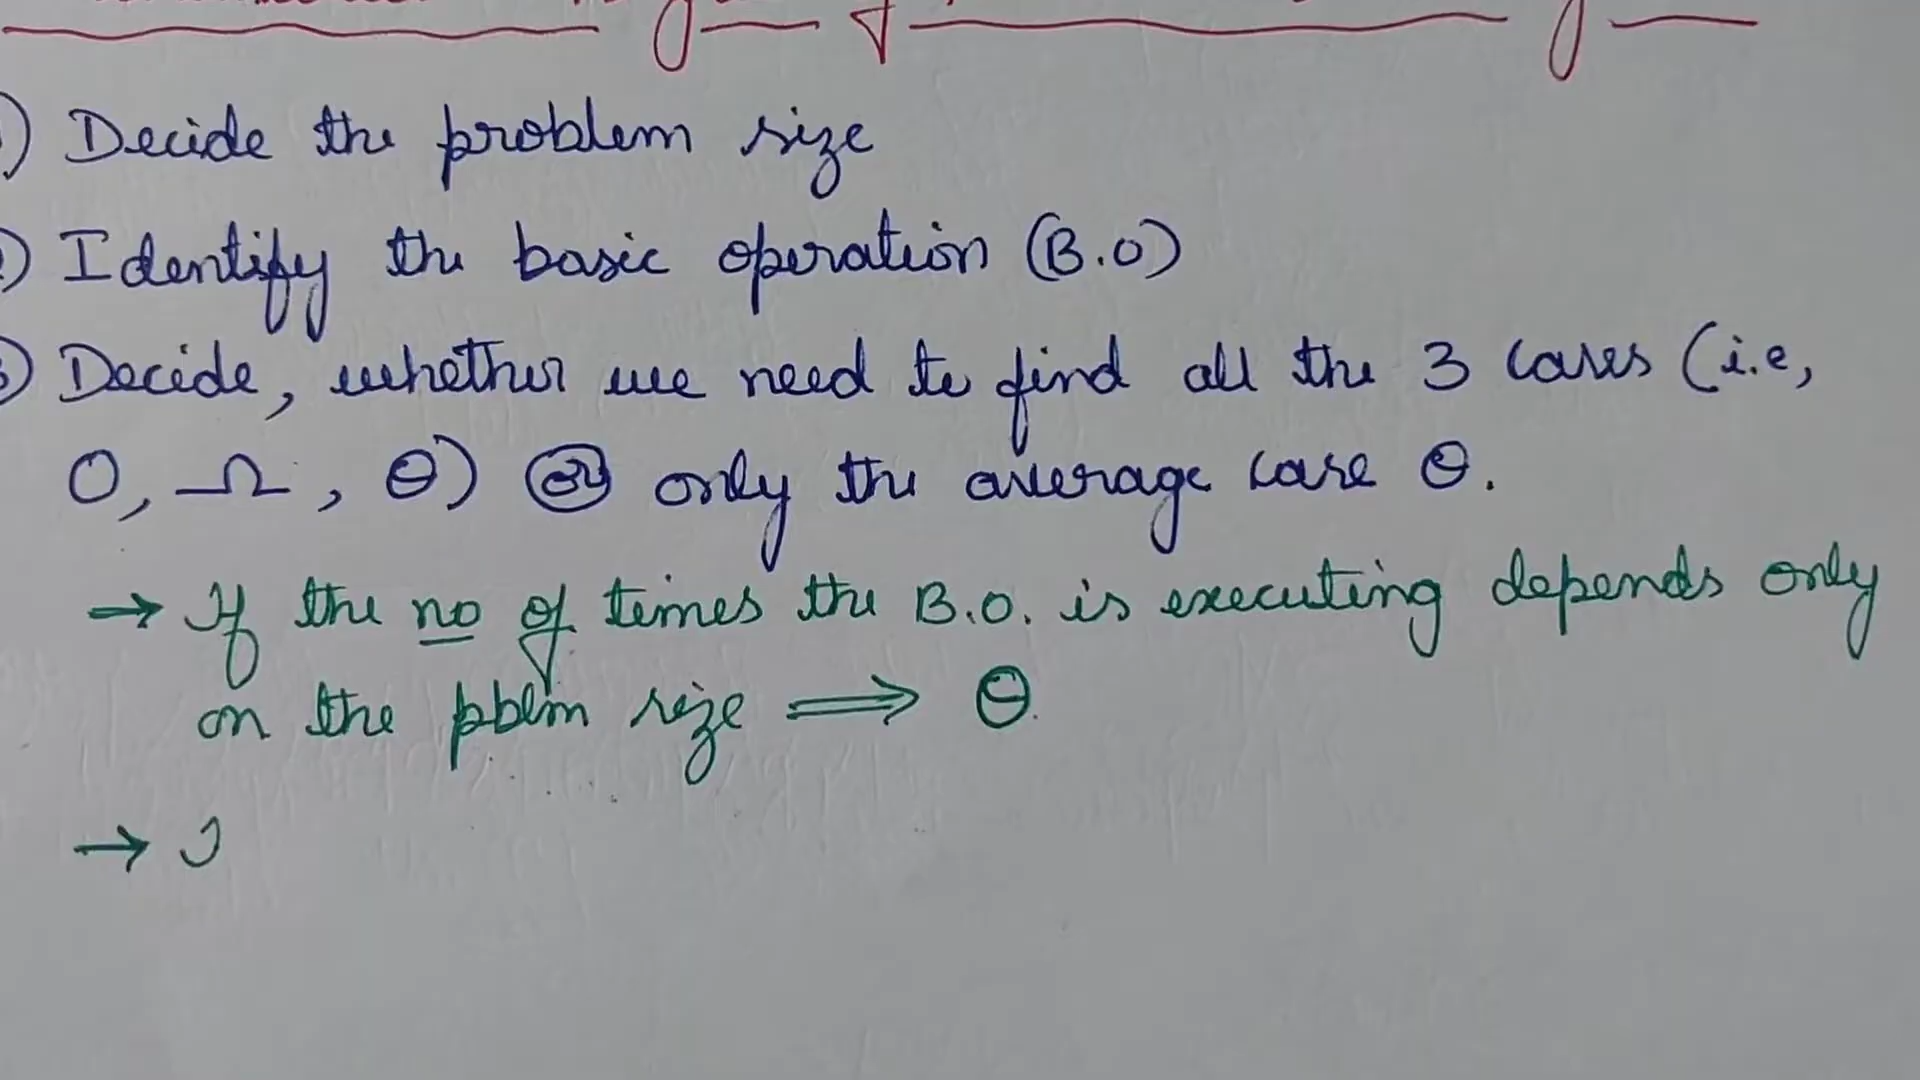 ) Decide the problem size
) Identify the basic operation (B.O)
) Decide, whether we need to find all the 3 cases (i.e,
O, Ω, θ) or only the average case θ.
→ If the no of times the B.O. is executing depends only
on the pblm size ⟹ θ.
→ I